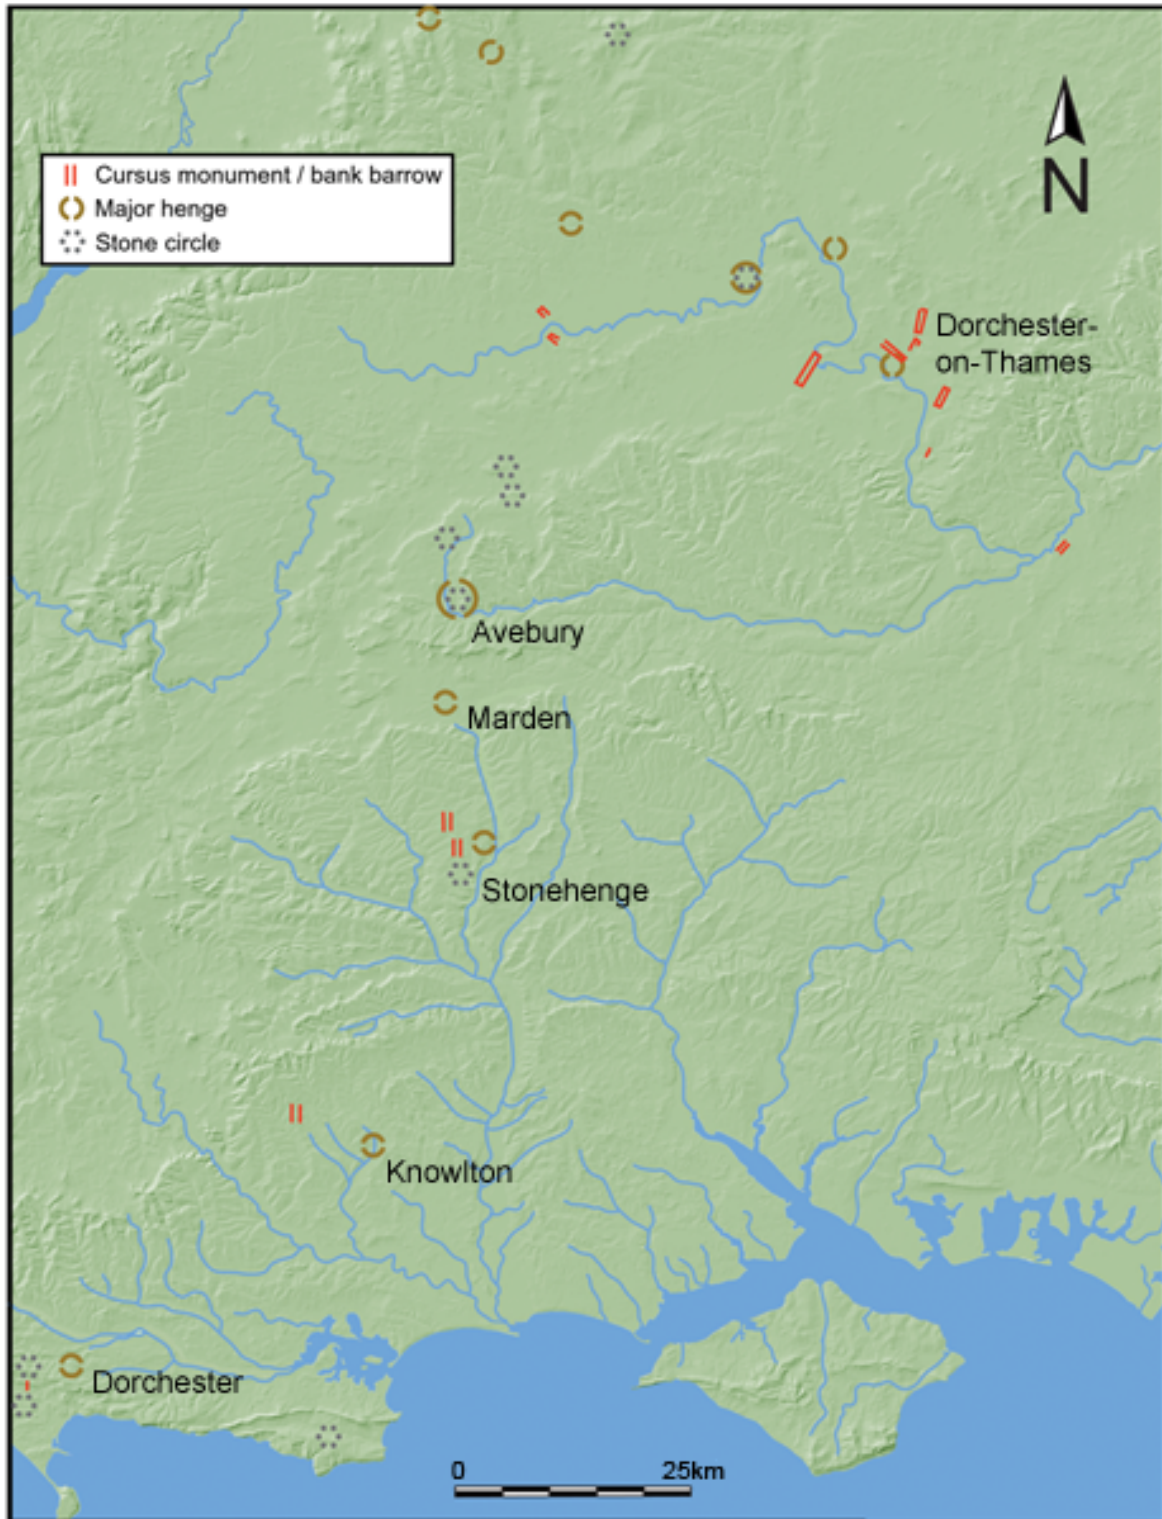 Cursus monument / bank barrow
Major henge
Stone circle
N
Dorchester-
on-Thames
Avebury
Marden
Stonehenge
Knowlton
Dorchester
0 25km